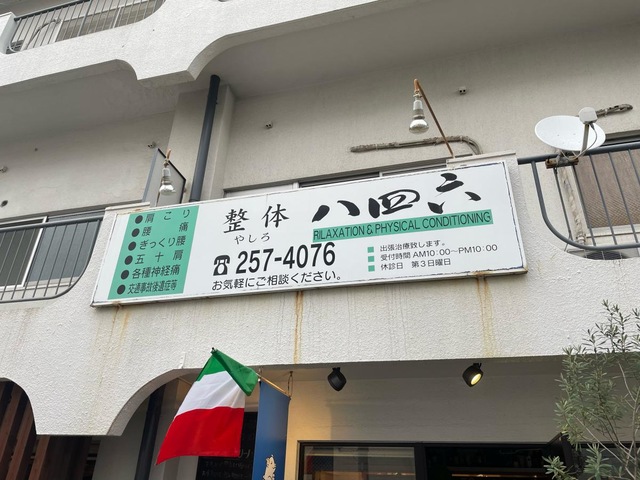 ●肩こり
●腰痛
●ぎっくり腰
●五十肩
●各種神経痛
●交通事故後遺症等
整体 八四六
やしろ
RILAXATION & PHYSICAL CONDITIONING
☎257-4076
お気軽にご相談ください。
■出張治療致します。
■受付時間 AM10:00〜PM10:00
■休診日 第3日曜日